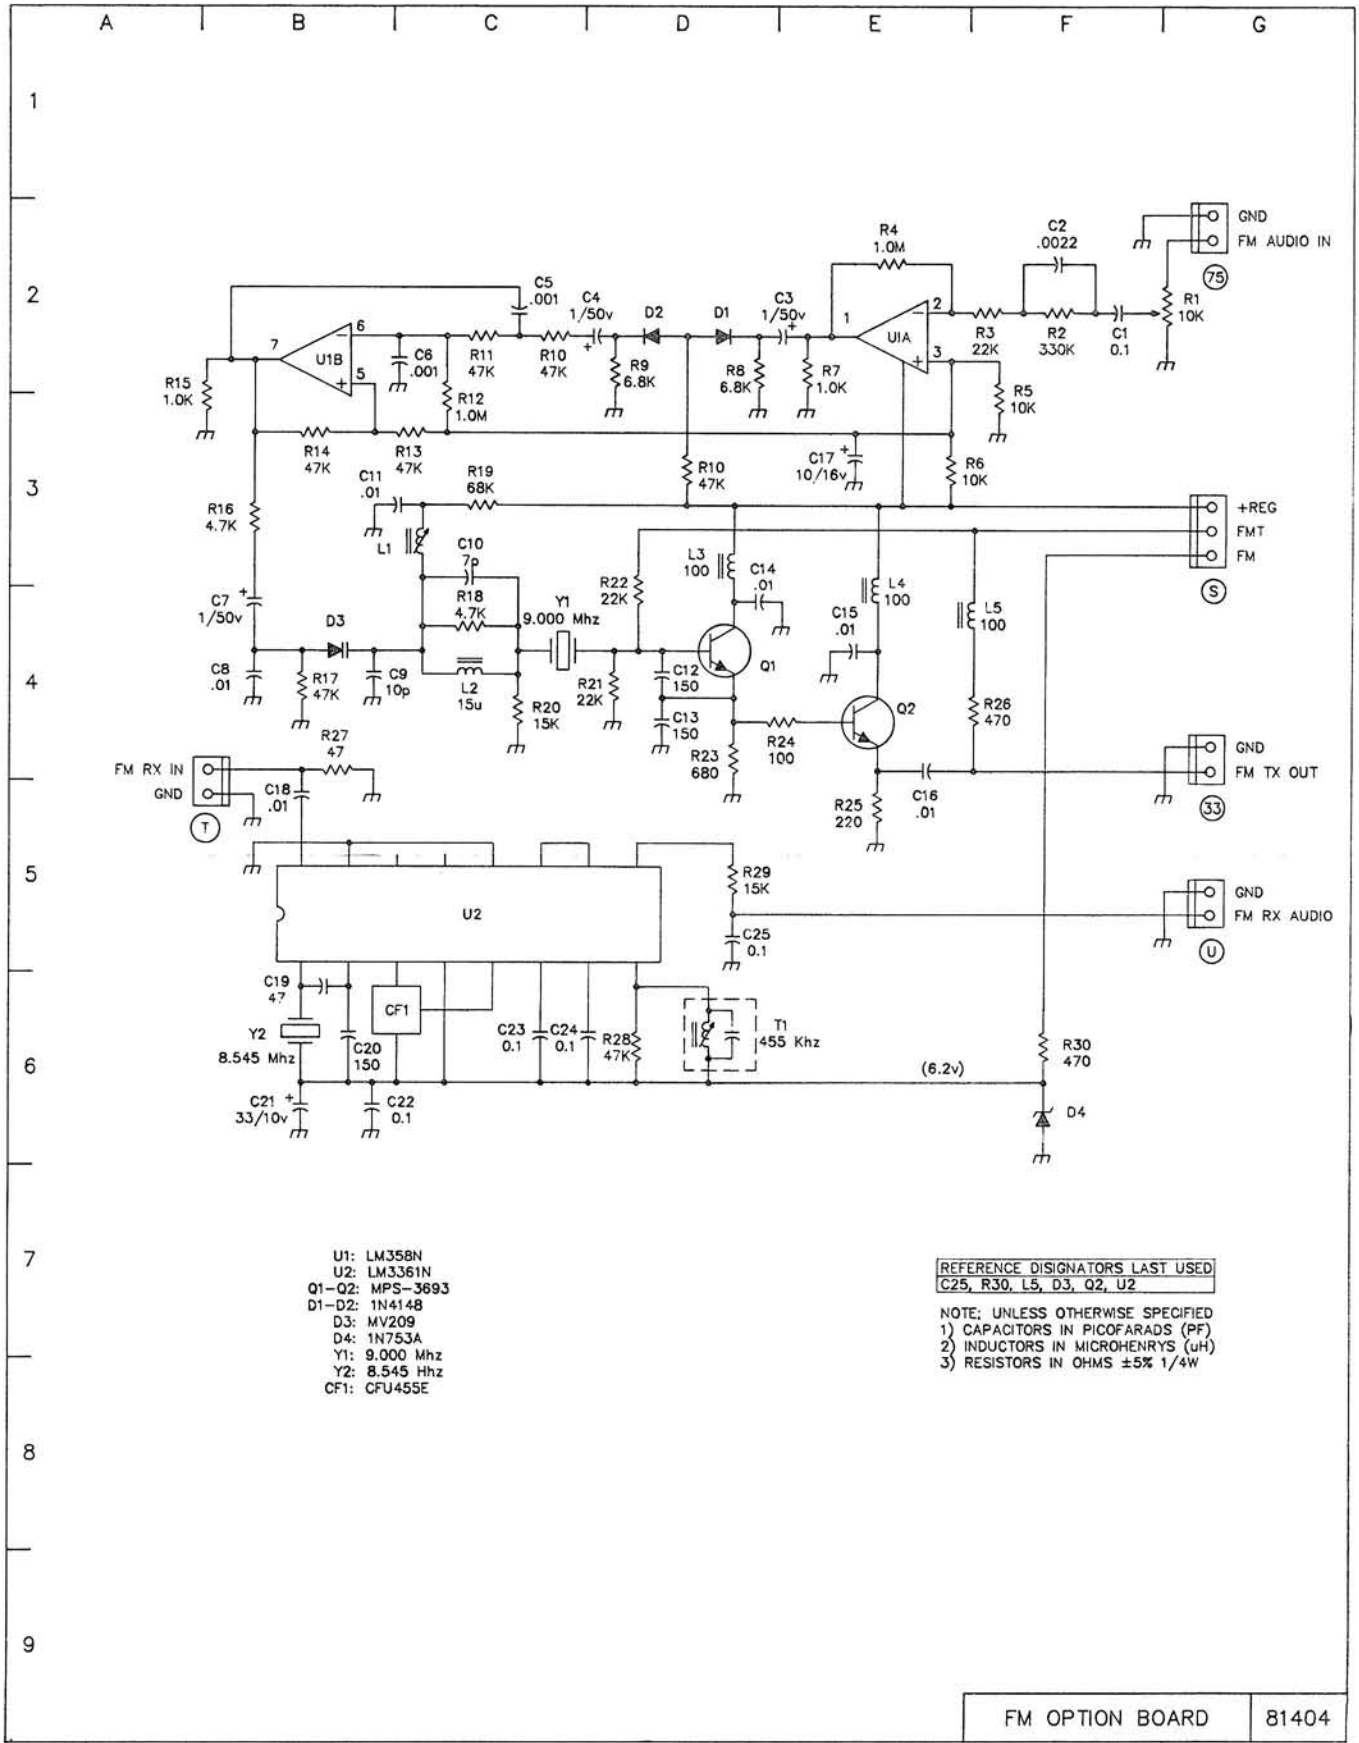 A B C D E F G
1
2
3
4
5
6
7
8
9
GND
FM AUDIO IN
75
R1
10K
C1
0.1
C2
.0022
R2
330K
R3
22K
R4
1.0M
2
3
1
U1A
R5
10K
R6
10K
C3
1/50v
+
R7
1.0K
D1
R8
6.8K
D2
R9
6.8K
C4
1/50v
+
C5
.001
R10
47K
R11
47K
C6
.001
R12
1.0M
6
5
7
U1B
R15
1.0K
R14
47K
R13
47K
R10
47K
C17 +
10/16v
R16
4.7K
C11
.01
R19
68K
L1
C10
7p
R18
4.7K
L2
15u
+
C7
1/50v
C8
.01
R17
47K
D3
C9
10p
Y1
9.000 Mhz
R20
15K
R21
22K
R22
22K
C12
150
C13
150
L3
100
C14
.01
Q1
R23
680
R24
100
C15
.01
L4
100
Q2
R25
220
C16
.01
L5
100
R26
470
+REG
FMT
FM
S
GND
FM TX OUT
33
GND
FM RX AUDIO
U
FM RX IN
GND
T
R27
47
C18
.01
U2
R29
15K
C25
0.1
C19
47
Y2
8.545 Mhz
C20
150
CF1
C23
0.1
C24
0.1
R28
47K
T1
455 Khz
C21 +
33/10v
C22
0.1
(6.2v)
R30
470
D4
U1: LM358N
U2: LM3361N
Q1-Q2: MPS-3693
D1-D2: 1N4148
D3: MV209
D4: 1N753A
Y1: 9.000 Mhz
Y2: 8.545 Hhz
CF1: CFU455E
REFERENCE DISIGNATORS LAST USED
C25, R30, L5, D3, Q2, U2
NOTE: UNLESS OTHERWISE SPECIFIED
1) CAPACITORS IN PICOFARADS (PF)
2) INDUCTORS IN MICROHENRYS (uH)
3) RESISTORS IN OHMS ±5% 1/4W
FM OPTION BOARD 81404